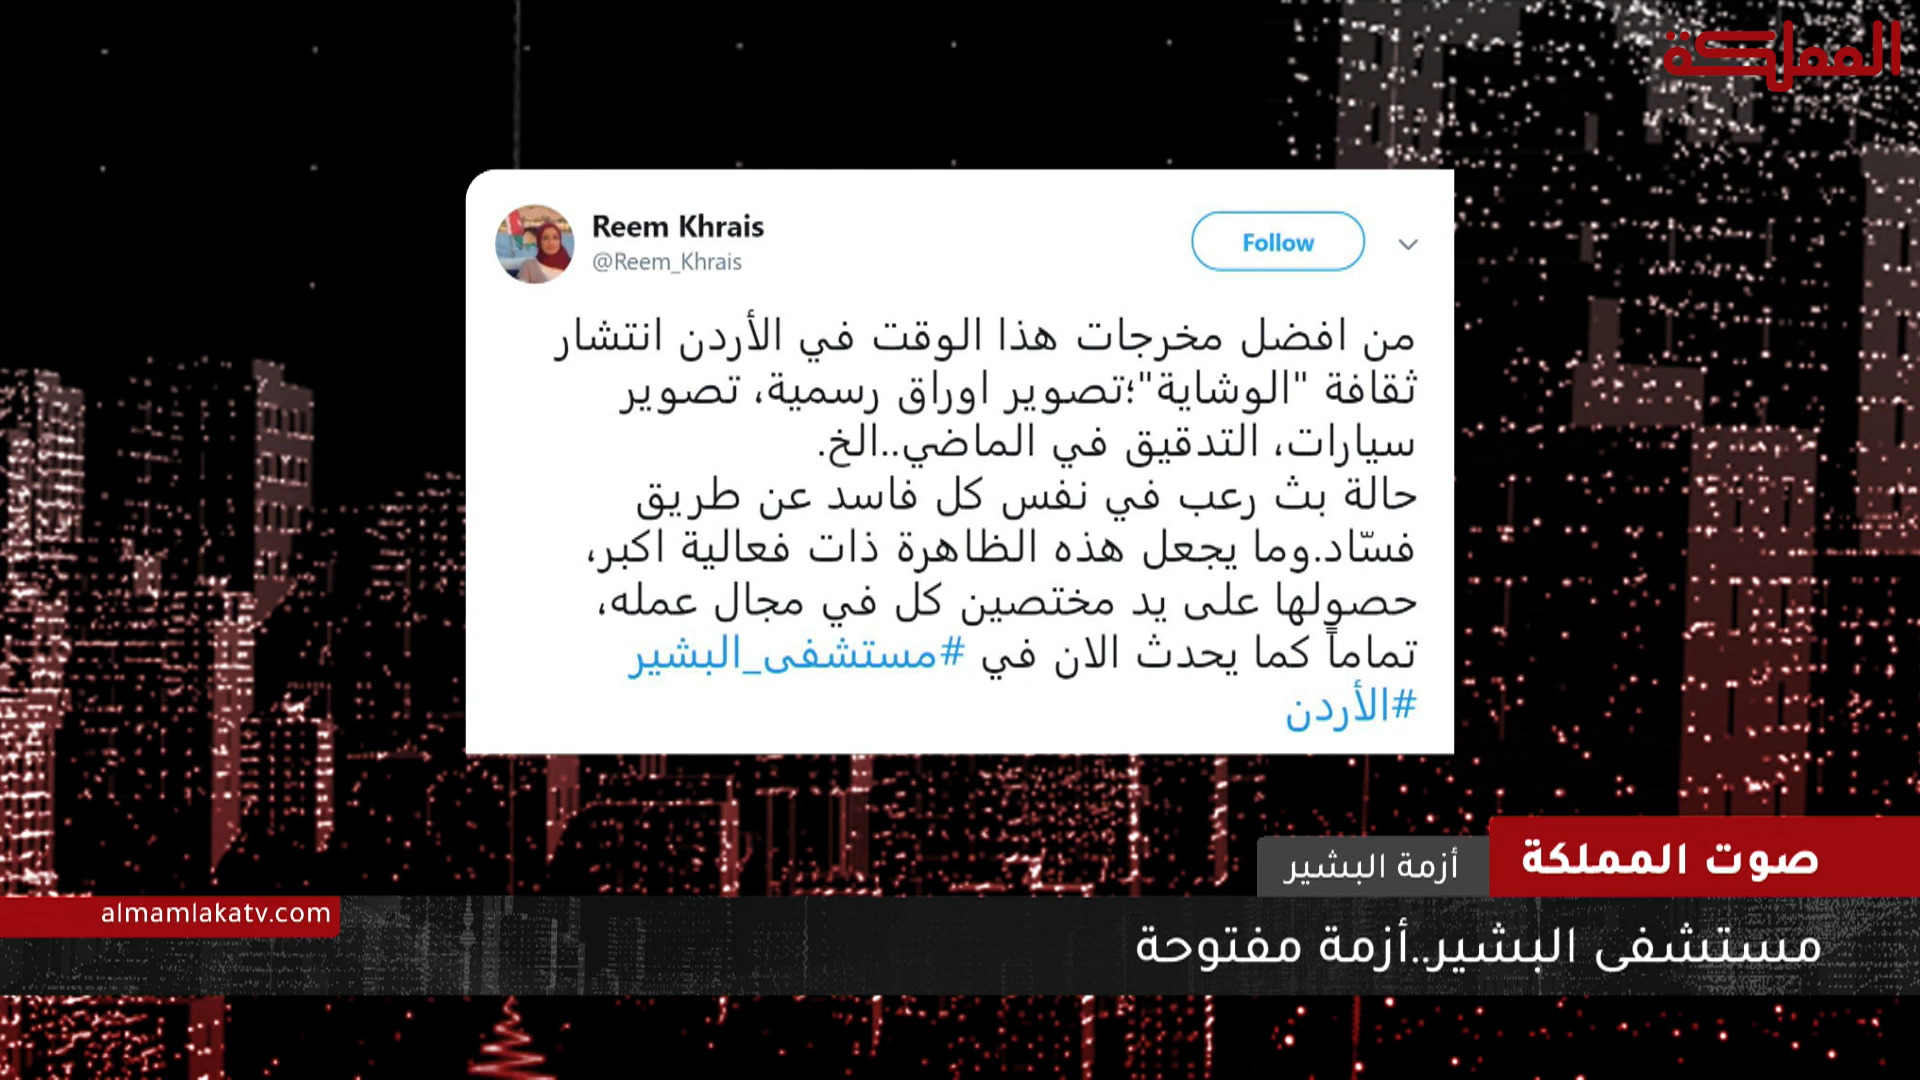 المملكة
Reem Khrais
@Reem_Khrais
Follow
من افضل مخرجات هذا الوقت في الأردن انتشار
ثقافة "الوشاية"؛تصوير اوراق رسمية، تصوير
سيارات، التدقيق في الماضي..الخ.
حالة بث رعب في نفس كل فاسد عن طريق
فسّاد.وما يجعل هذه الظاهرة ذات فعالية اكبر،
حصولها على يد مختصين كل في مجال عمله،
تماماً كما يحدث الان في #مستشفى_البشير
#الأردن
صوت المملكة
أزمة البشير
almamlakatv.com
مستشفى البشير..أزمة مفتوحة